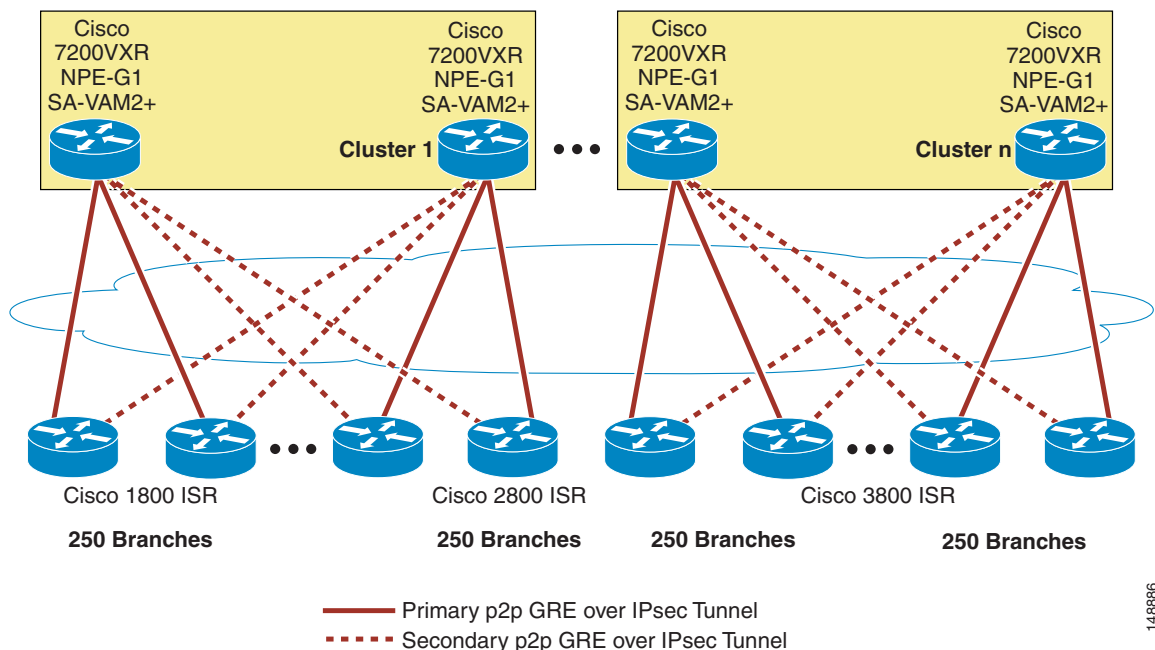 Cisco
7200VXR
NPE-G1
SA-VAM2+
Cisco
7200VXR
NPE-G1
SA-VAM2+
Cluster 1
Cisco
7200VXR
NPE-G1
SA-VAM2+
Cisco
7200VXR
NPE-G1
SA-VAM2+
Cluster n
Cisco 1800 ISR
Cisco 2800 ISR
Cisco 3800 ISR
250 Branches
250 Branches
250 Branches
250 Branches
Primary p2p GRE over IPsec Tunnel
Secondary p2p GRE over IPsec Tunnel
148886